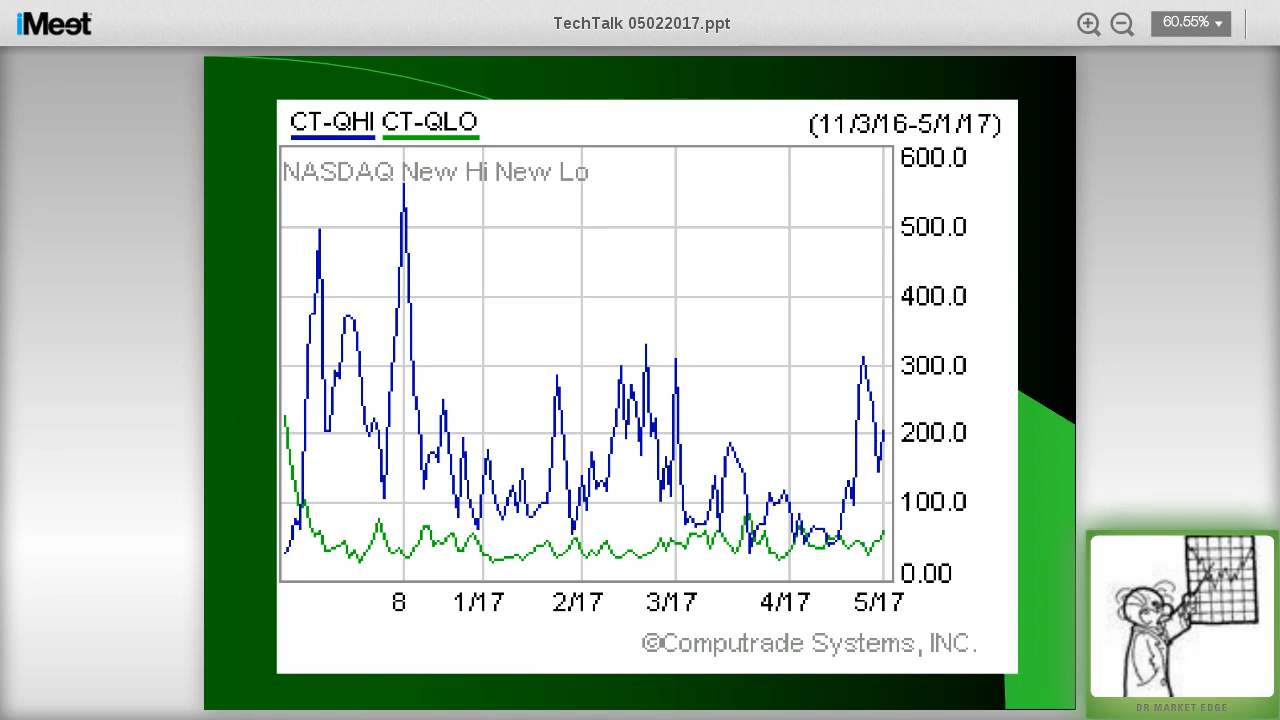 iMeet
TechTalk 05022017.ppt
60.55%
CT-QHI CT-QLO
(11/3/16-5/1/17)
NASDAQ New Hi New Lo
600.0
500.0
400.0
300.0
200.0
100.0
0.00
8 1/17 2/17 3/17 4/17 5/17
©Computrade Systems, INC.
DR MARKET EDGE